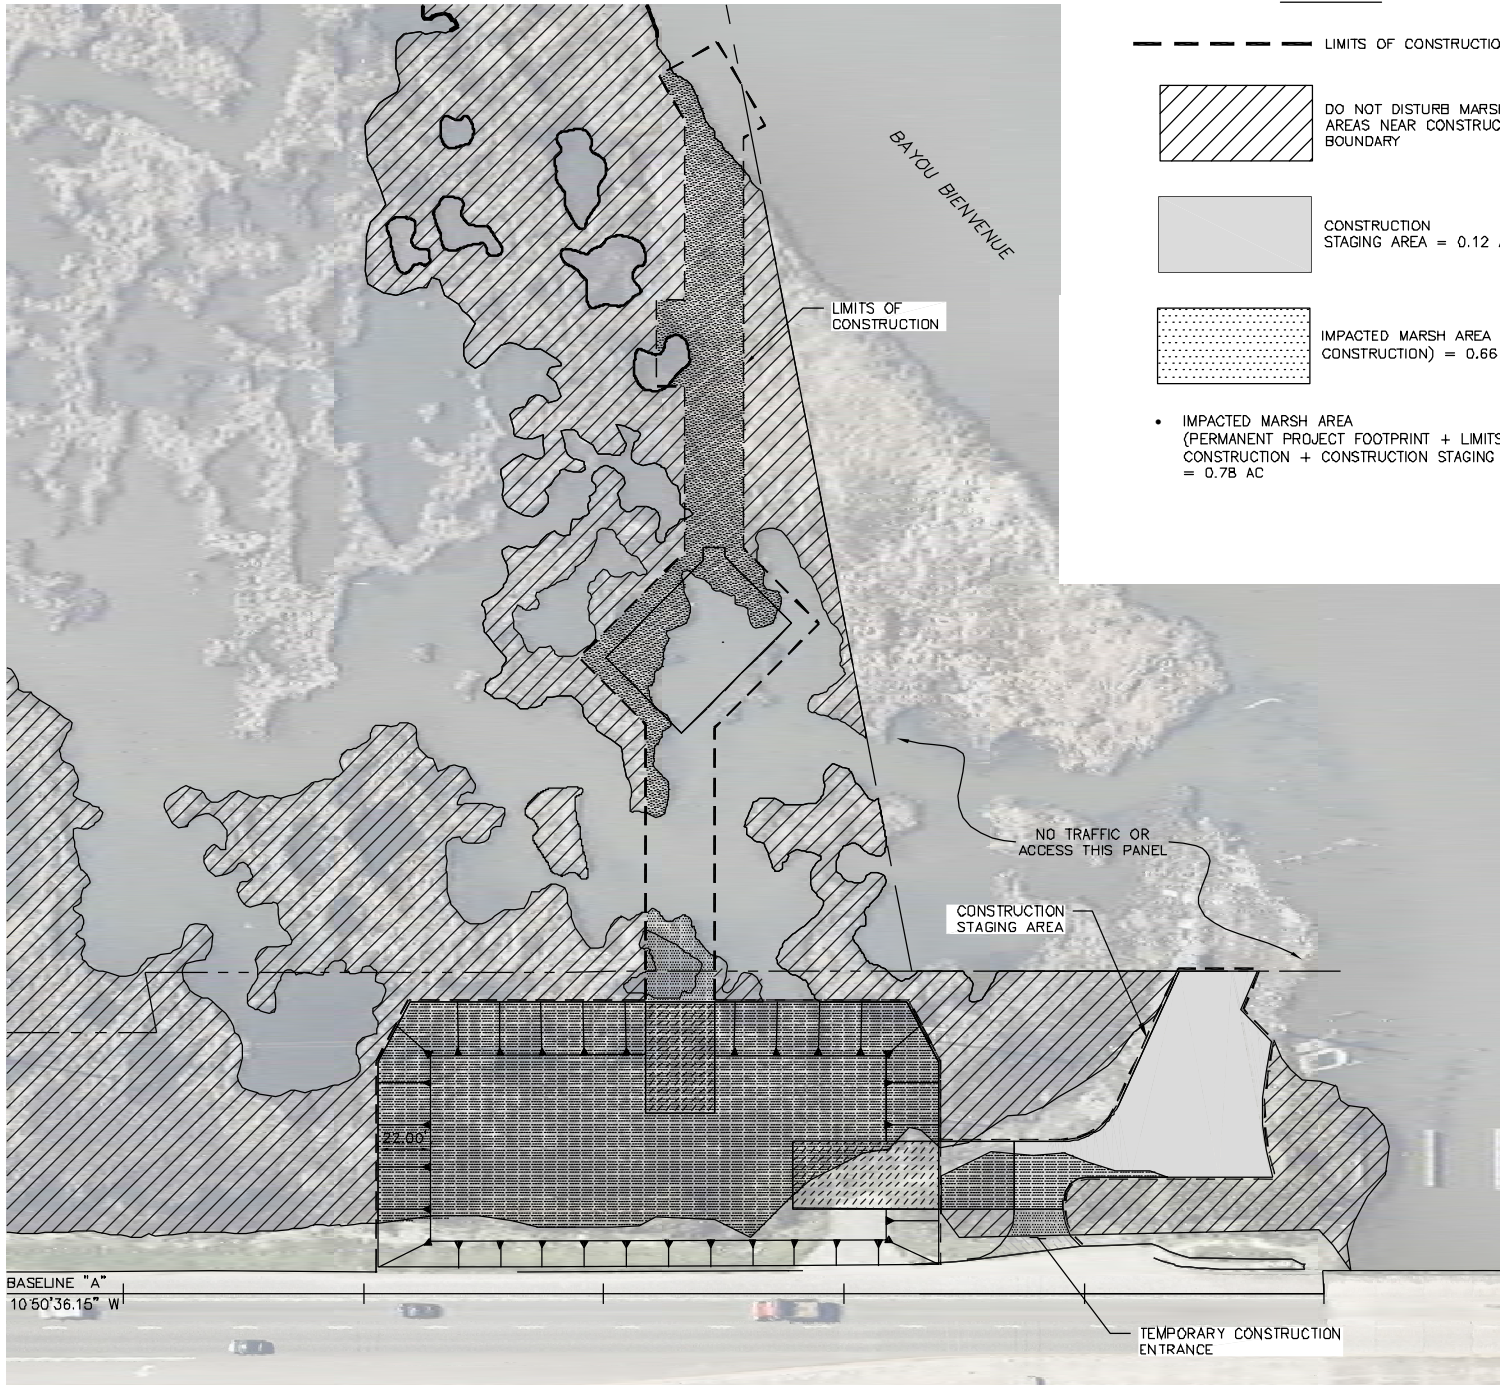 LIMITS OF CONSTRUCTIO
DO NOT DISTURB MARSH
AREAS NEAR CONSTRUC
BOUNDARY
CONSTRUCTION
STAGING AREA = 0.12
IMPACTED MARSH AREA
CONSTRUCTION) = 0.66
• IMPACTED MARSH AREA
(PERMANENT PROJECT FOOTPRINT + LIMITS
CONSTRUCTION + CONSTRUCTION STAGING
= 0.78 AC
BAYOU BIENVENUE
LIMITS OF
CONSTRUCTION
NO TRAFFIC OR
ACCESS THIS PANEL
CONSTRUCTION
STAGING AREA
22.00'
BASELINE "A"
10°50'36.15" W
TEMPORARY CONSTRUCTION
ENTRANCE